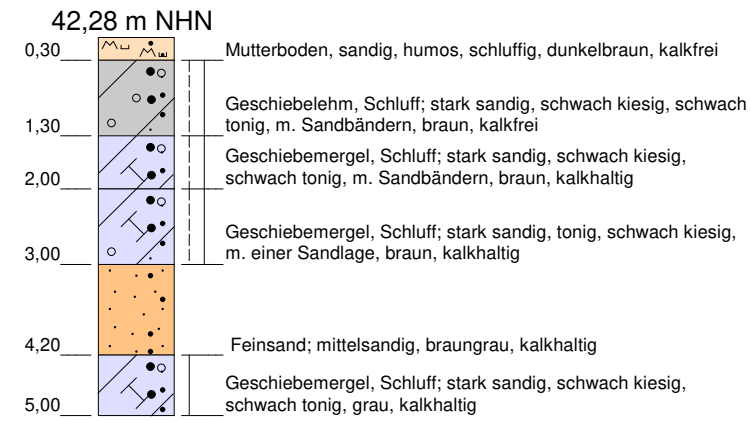 42,28 m NHN
0,30
Mutterboden, sandig, humos, schluffig, dunkelbraun, kalkfrei
Geschiebelehm, Schluff; stark sandig, schwach kiesig, schwach
1,30
tonig, m. Sandbändern, braun, kalkfrei
Geschiebemergel, Schluff; stark sandig, schwach kiesig,
2,00
schwach tonig, m. Sandbändern, braun, kalkhaltig
Geschiebemergel, Schluff; stark sandig, tonig, schwach kiesig,
3,00
m. einer Sandlage, braun, kalkhaltig
4,20
Feinsand; mittelsandig, braungrau, kalkhaltig
Geschiebemergel, Schluff; stark sandig, schwach kiesig,
5,00
schwach tonig, grau, kalkhaltig